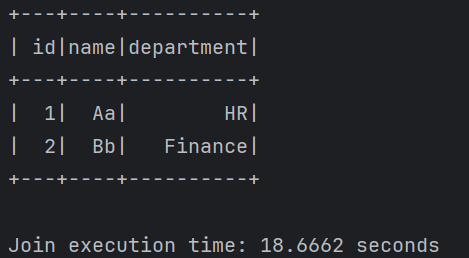 +---+----+----------+
| id|name|department|
+---+----+----------+
|  1|  Aa|        HR|
|  2|  Bb|   Finance|
+---+----+----------+
Join execution time: 18.6662 seconds